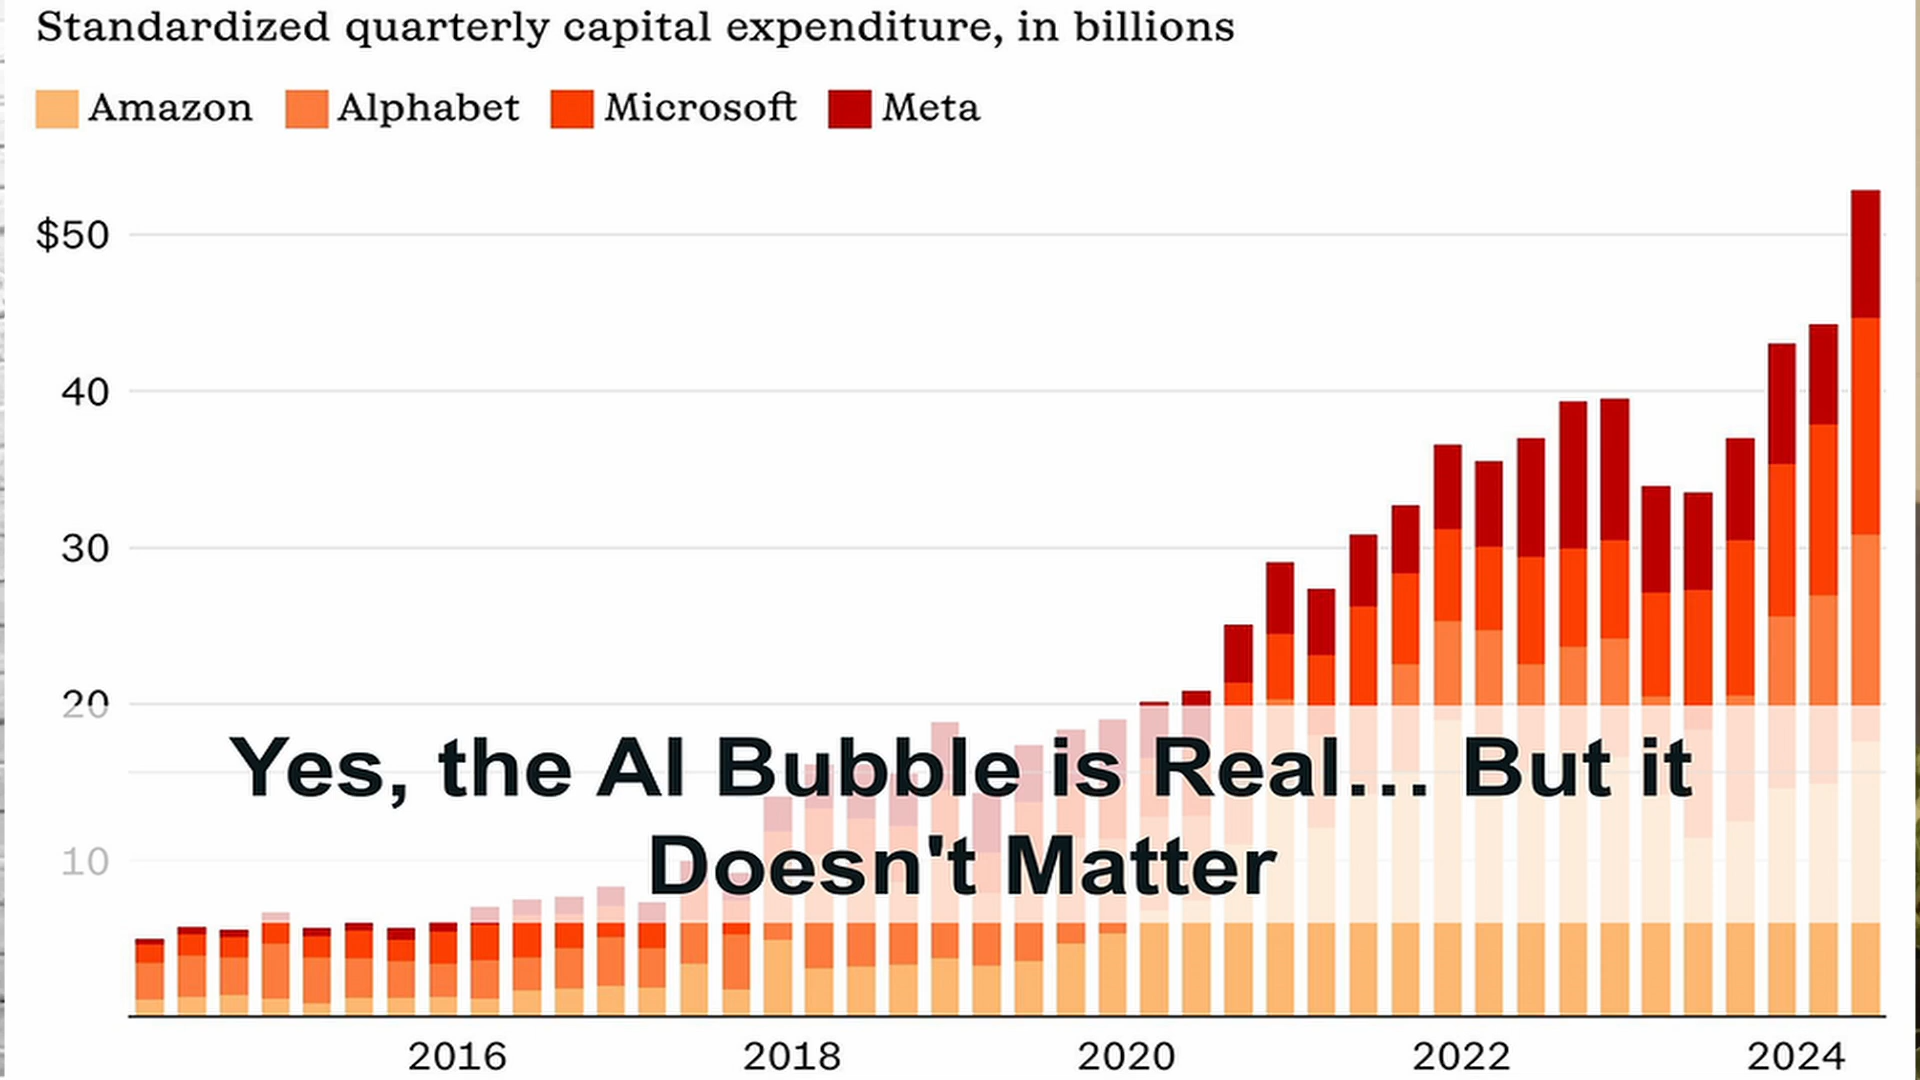 Standardized quarterly capital expenditure, in billions
Amazon Alphabet Microsoft Meta
$50
40
30
20
Yes, the AI Bubble is Real... But it
Doesn't Matter
10
2016 2018 2020 2022 2024